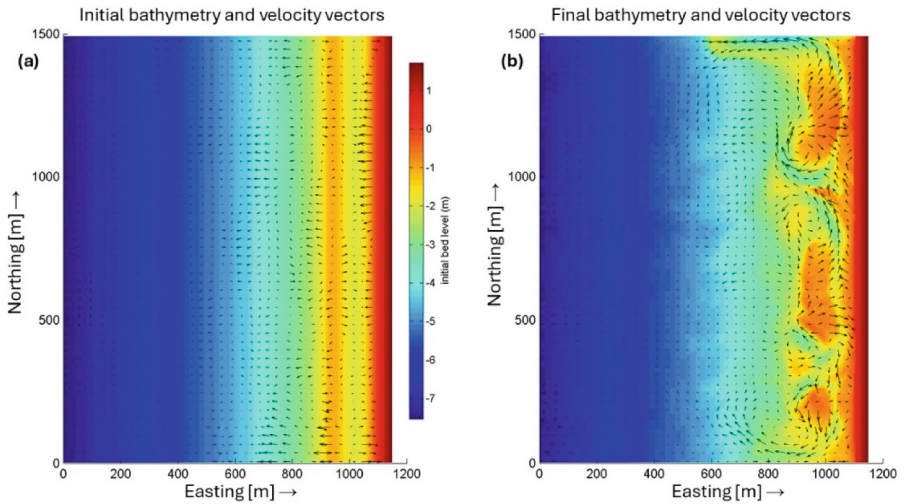 Initial bathymetry and velocity vectors
(a)
Northing [m] →
1500
1000
500
0
0 200 400 600 800 1000 1200
Easting [m] →
1
0
-1
-2
-3
-4
-5
-6
-7
initial bed level (m)
Final bathymetry and velocity vectors
(b)
Northing [m] →
1500
1000
500
0
0 200 400 600 800 1000 1200
Easting [m] →